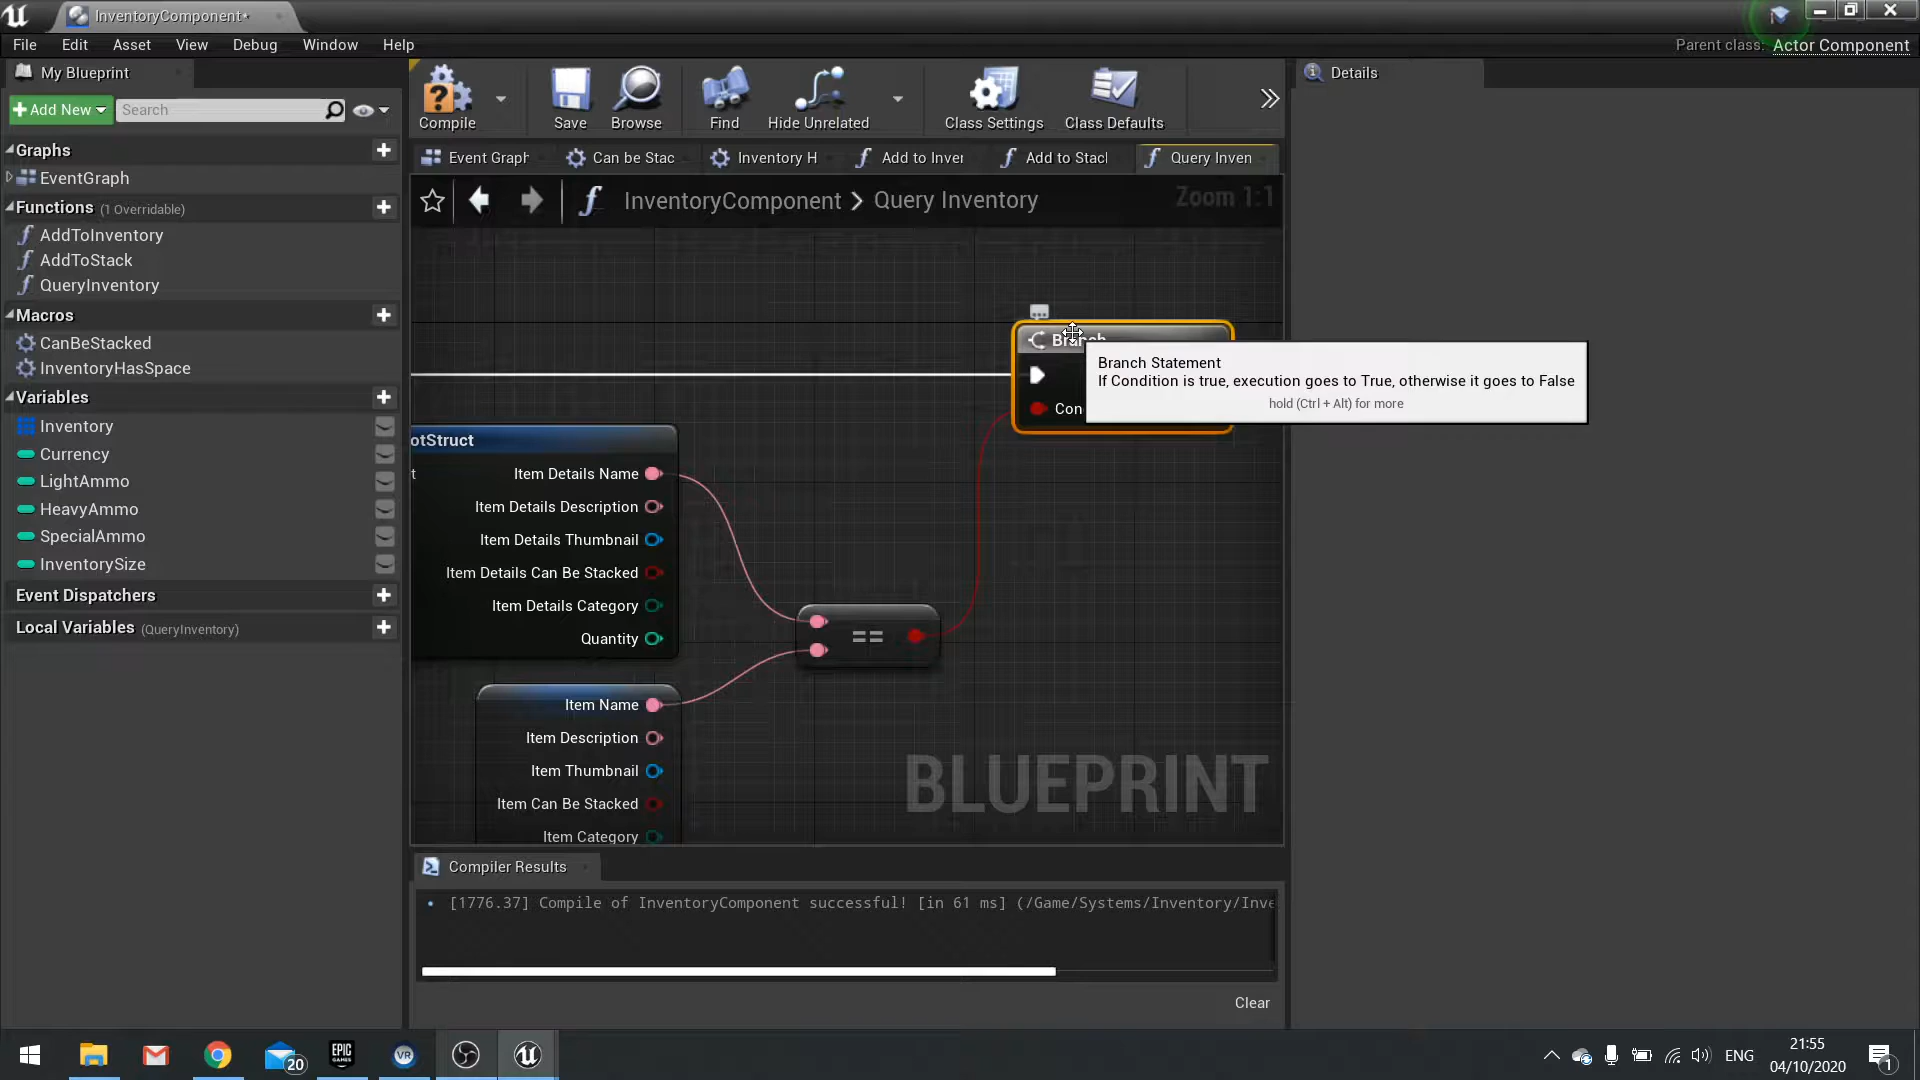 InventoryComponent*
File Edit Asset View Debug Window Help
Parent class: Actor Component
My Blueprint
Add New
Search
Graphs
EventGraph
Functions (1 Overridable)
AddToInventory
AddToStack
QueryInventory
Macros
CanBeStacked
InventoryHasSpace
Variables
Inventory
Currency
LightAmmo
HeavyAmmo
SpecialAmmo
InventorySize
Event Dispatchers
Local Variables (QueryInventory)
Compile
Save
Browse
Find
Hide Unrelated
Class Settings
Class Defaults
Event Graph
Can be Stac
Inventory H
Add to Inver
Add to Stacl
Query Inven
InventoryComponent > Query Inventory
Zoom 1:1
Branch
Con
Branch Statement
If Condition is true, execution goes to True, otherwise it goes to False
hold (Ctrl + Alt) for more
otStruct
t
Item Details Name
Item Details Description
Item Details Thumbnail
Item Details Can Be Stacked
Item Details Category
Quantity
==
Item Name
Item Description
Item Thumbnail
Item Can Be Stacked
Item Category
BLUEPRINT
Compiler Results
[1776.37] Compile of InventoryComponent successful! [in 61 ms] (/Game/Systems/Inventory/Inve
Clear
Details
20
EPIC
GAMES
VR
ENG
21:55
04/10/2020
1